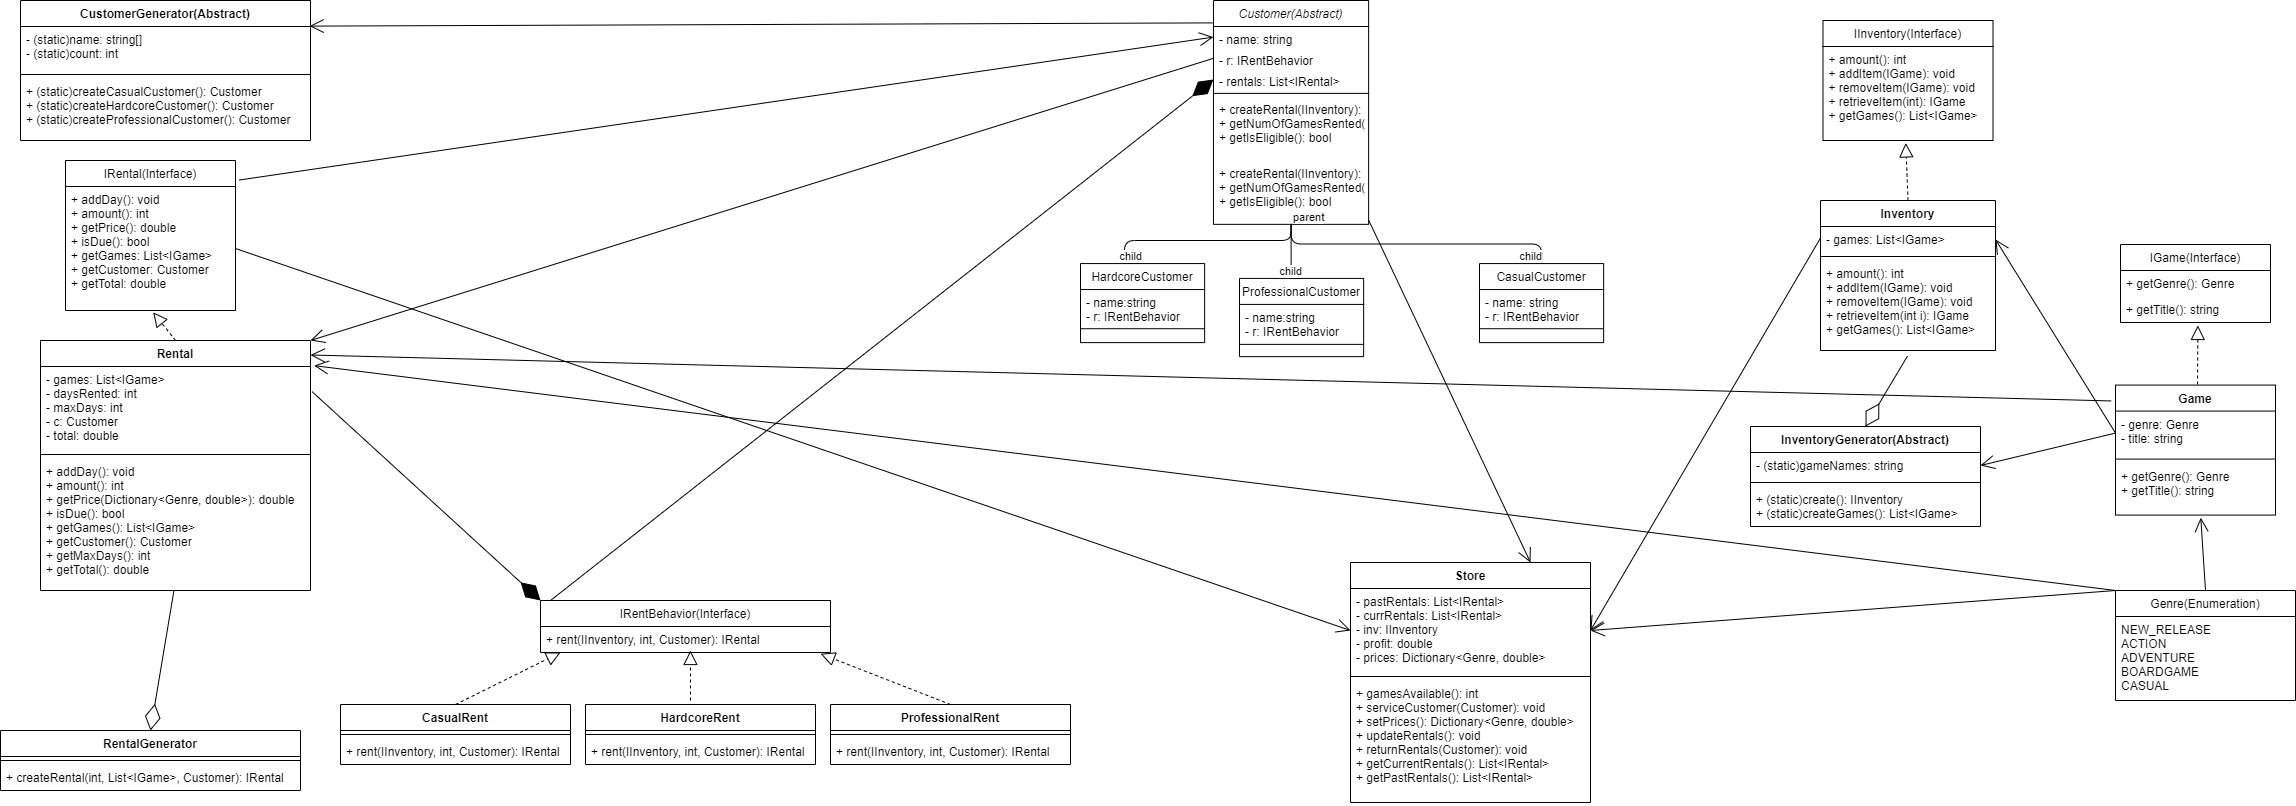 CustomerGenerator(Abstract)
- (static)name: string[]
- (static)count: int
+ (static)createCasualCustomer(): Customer
+ (static)createHardcoreCustomer(): Customer
+ (static)createProfessionalCustomer(): Customer
Customer(Abstract)
- name: string
- r: IRentBehavior
- rentals: List<IRental>
+ createRental(IInventory):
+ getNumOfGamesRented(
+ getIsEligible(): bool
+ createRental(IInventory):
+ getNumOfGamesRented(
+ getIsEligible(): bool
parent
IInventory(Interface)
+ amount(): int
+ addItem(IGame): void
+ removeItem(IGame): void
+ retrieveItem(int): IGame
+ getGames(): List<IGame>
IRental(Interface)
+ addDay(): void
+ amount(): int
+ getPrice(): double
+ isDue(): bool
+ getGames: List<IGame>
+ getCustomer: Customer
+ getTotal: double
Inventory
- games: List<IGame>
+ amount(): int
+ addItem(IGame): void
+ removeItem(IGame): void
+ retrieveItem(int i): IGame
+ getGames(): List<IGame>
child
HardcoreCustomer
- name:string
- r: IRentBehavior
child
ProfessionalCustomer
- name:string
- r: IRentBehavior
child
CasualCustomer
- name: string
- r: IRentBehavior
IGame(Interface)
+ getGenre(): Genre
+ getTitle(): string
Rental
- games: List<IGame>
- daysRented: int
- maxDays: int
- c: Customer
- total: double
+ addDay(): void
+ amount(): int
+ getPrice(Dictionary<Genre, double>): double
+ isDue(): bool
+ getGames(): List<IGame>
+ getCustomer(): Customer
+ getMaxDays(): int
+ getTotal(): double
Game
- genre: Genre
- title: string
+ getGenre(): Genre
+ getTitle(): string
InventoryGenerator(Abstract)
- (static)gameNames: string
+ (static)create(): IInventory
+ (static)createGames(): List<IGame>
Store
- pastRentals: List<IRental>
- currRentals: List<IRental>
- inv: IInventory
- profit: double
- prices: Dictionary<Genre, double>
+ gamesAvailable(): int
+ serviceCustomer(Customer): void
+ setPrices(): Dictionary<Genre, double>
+ updateRentals(): void
+ returnRentals(Customer): void
+ getCurrentRentals(): List<IRental>
+ getPastRentals(): List<IRental>
Genre(Enumeration)
NEW_RELEASE
ACTION
ADVENTURE
BOARDGAME
CASUAL
IRentBehavior(Interface)
+ rent(IInventory, int, Customer): IRental
CasualRent
+ rent(IInventory, int, Customer): IRental
HardcoreRent
+ rent(IInventory, int, Customer): IRental
ProfessionalRent
+ rent(IInventory, int, Customer): IRental
RentalGenerator
+ createRental(int, List<IGame>, Customer): IRental